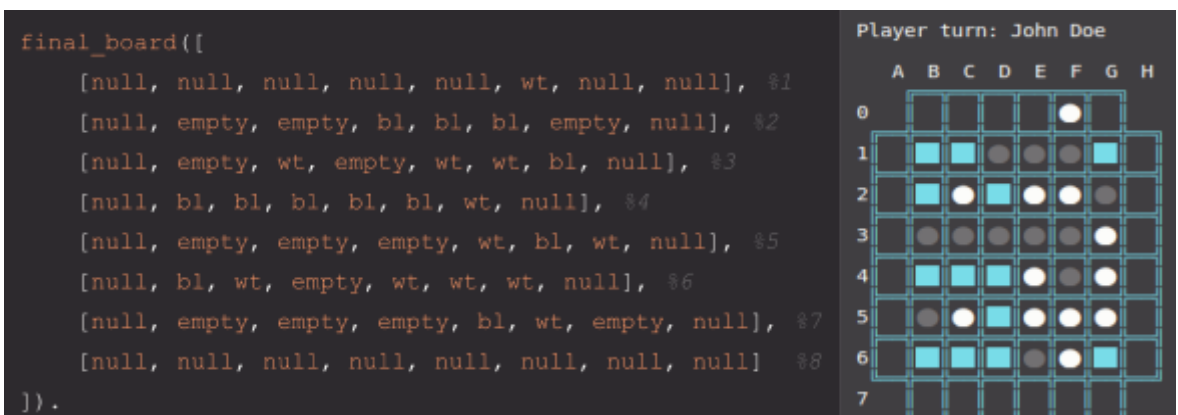 final_board([
[null, null, null, null, null, wt, null, null], %1
[null, empty, empty, bl, bl, bl, empty, null], %2
[null, empty, wt, empty, wt, wt, bl, null], %3
[null, bl, bl, bl, bl, bl, wt, null], %4
[null, empty, empty, empty, wt, bl, wt, null], %5
[null, bl, wt, empty, wt, wt, wt, null], %6
[null, empty, empty, empty, bl, wt, empty, null], %7
[null, null, null, null, null, null, null, null] %8
]).
Player turn: John Doe
A B C D E F G H
0
1
2
3
4
5
6
7